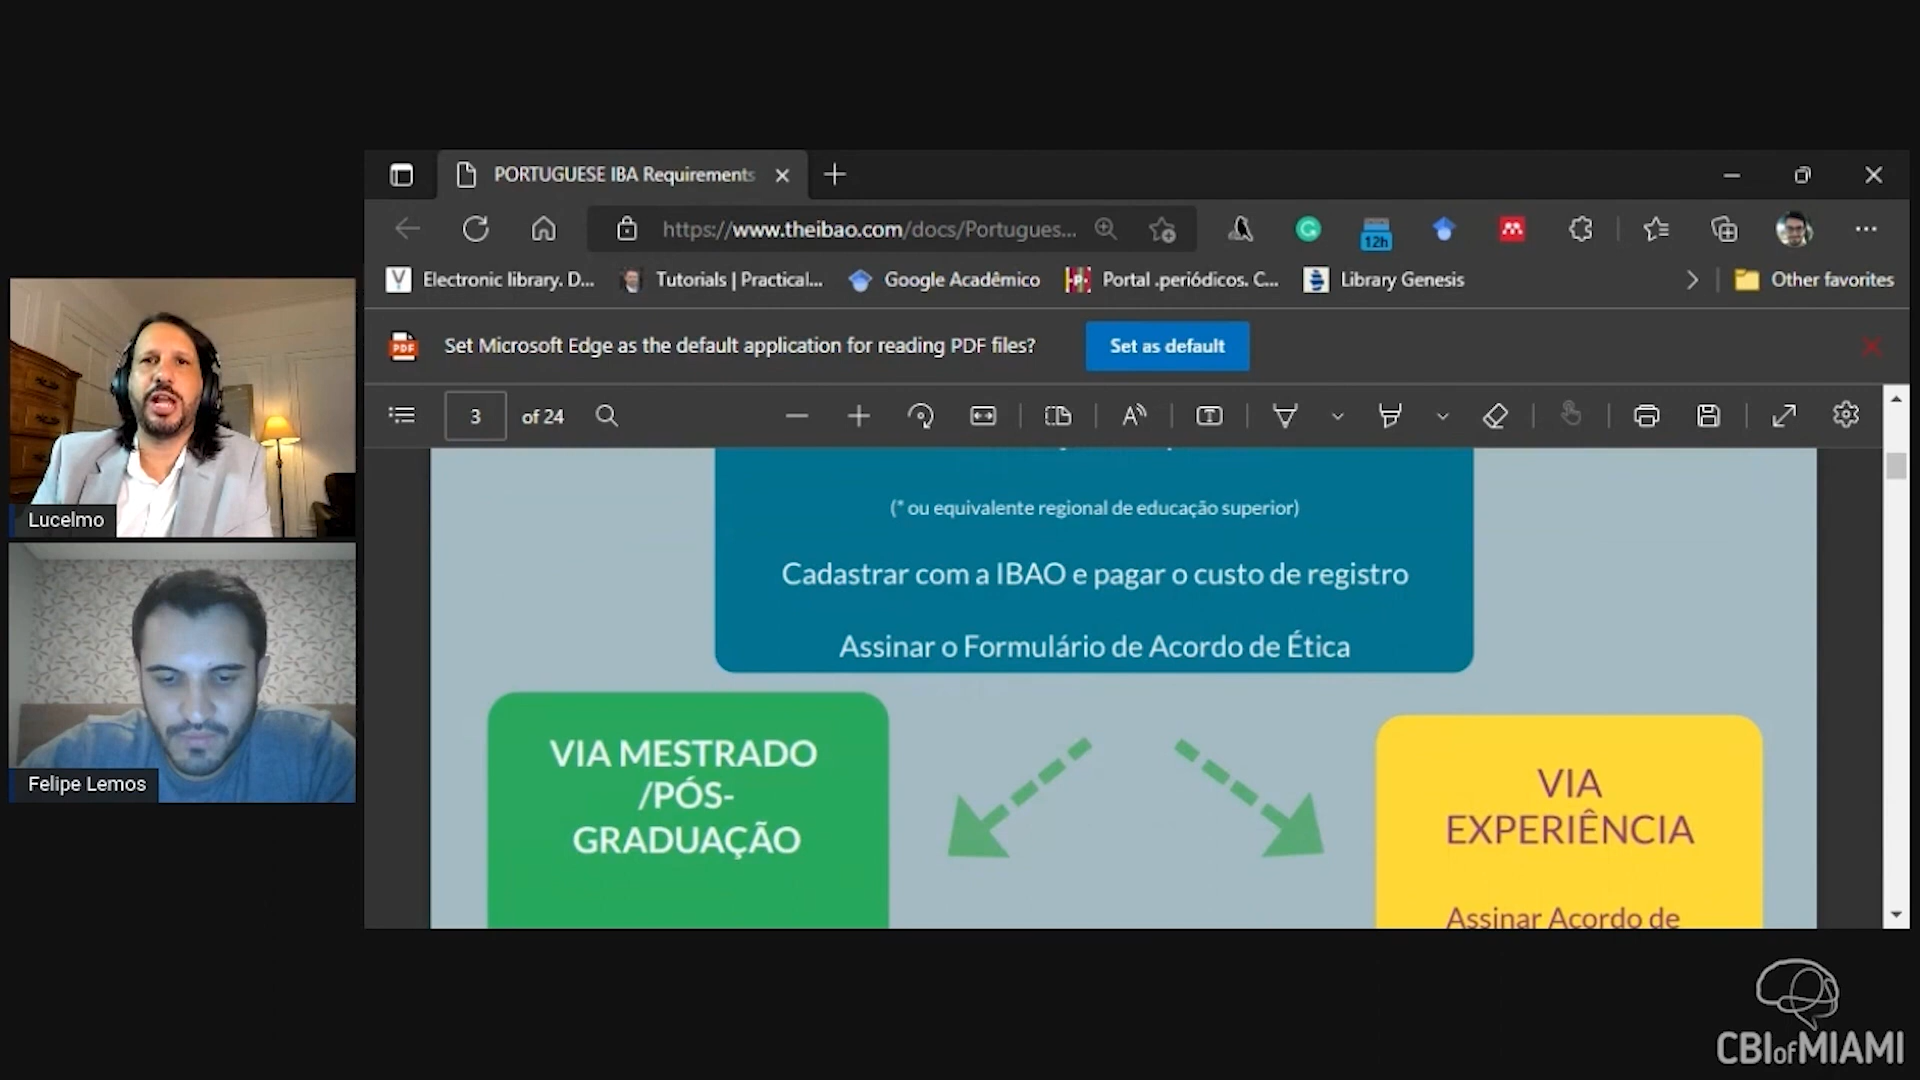 PORTUGUESE IBA Requirements
https://www.theibao.com/docs/Portugues...
12h
Electronic library. D...
Tutorials | Practical...
Google Acadêmico
Portal .periódicos. C...
Library Genesis
Other favorites
PDF
Set Microsoft Edge as the default application for reading PDF files?
Set as default
3 of 24
(* ou equivalente regional de educação superior)
Cadastrar com a IBAO e pagar o custo de registro
Assinar o Formulário de Acordo de Ética
VIA MESTRADO
/PÓS-
GRADUAÇÃO
VIA
EXPERIÊNCIA
Assinar Acordo de
Lucelmo
Felipe Lemos
CBIofMIAMI